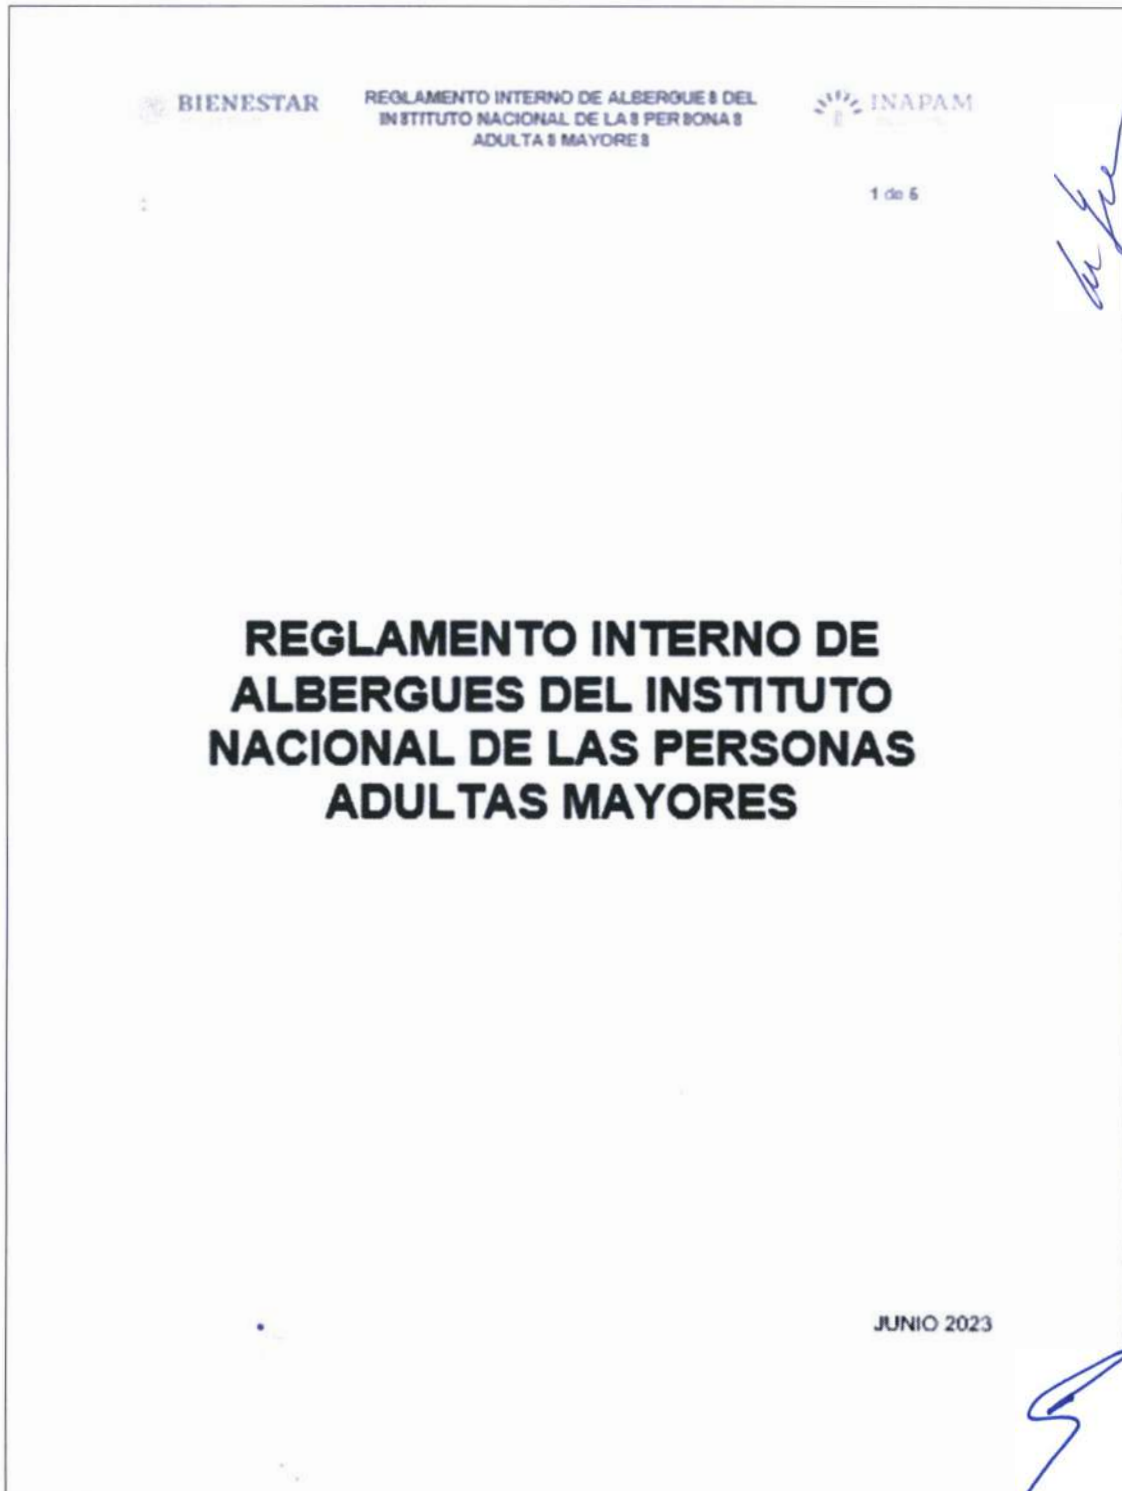 BIENESTAR
REGLAMENTO INTERNO DE ALBERGUES DEL
INSTITUTO NACIONAL DE LAS PERSONAS
ADULTAS MAYORES
INAPAM
1 de 5
REGLAMENTO INTERNO DE
ALBERGUES DEL INSTITUTO
NACIONAL DE LAS PERSONAS
ADULTAS MAYORES
JUNIO 2023